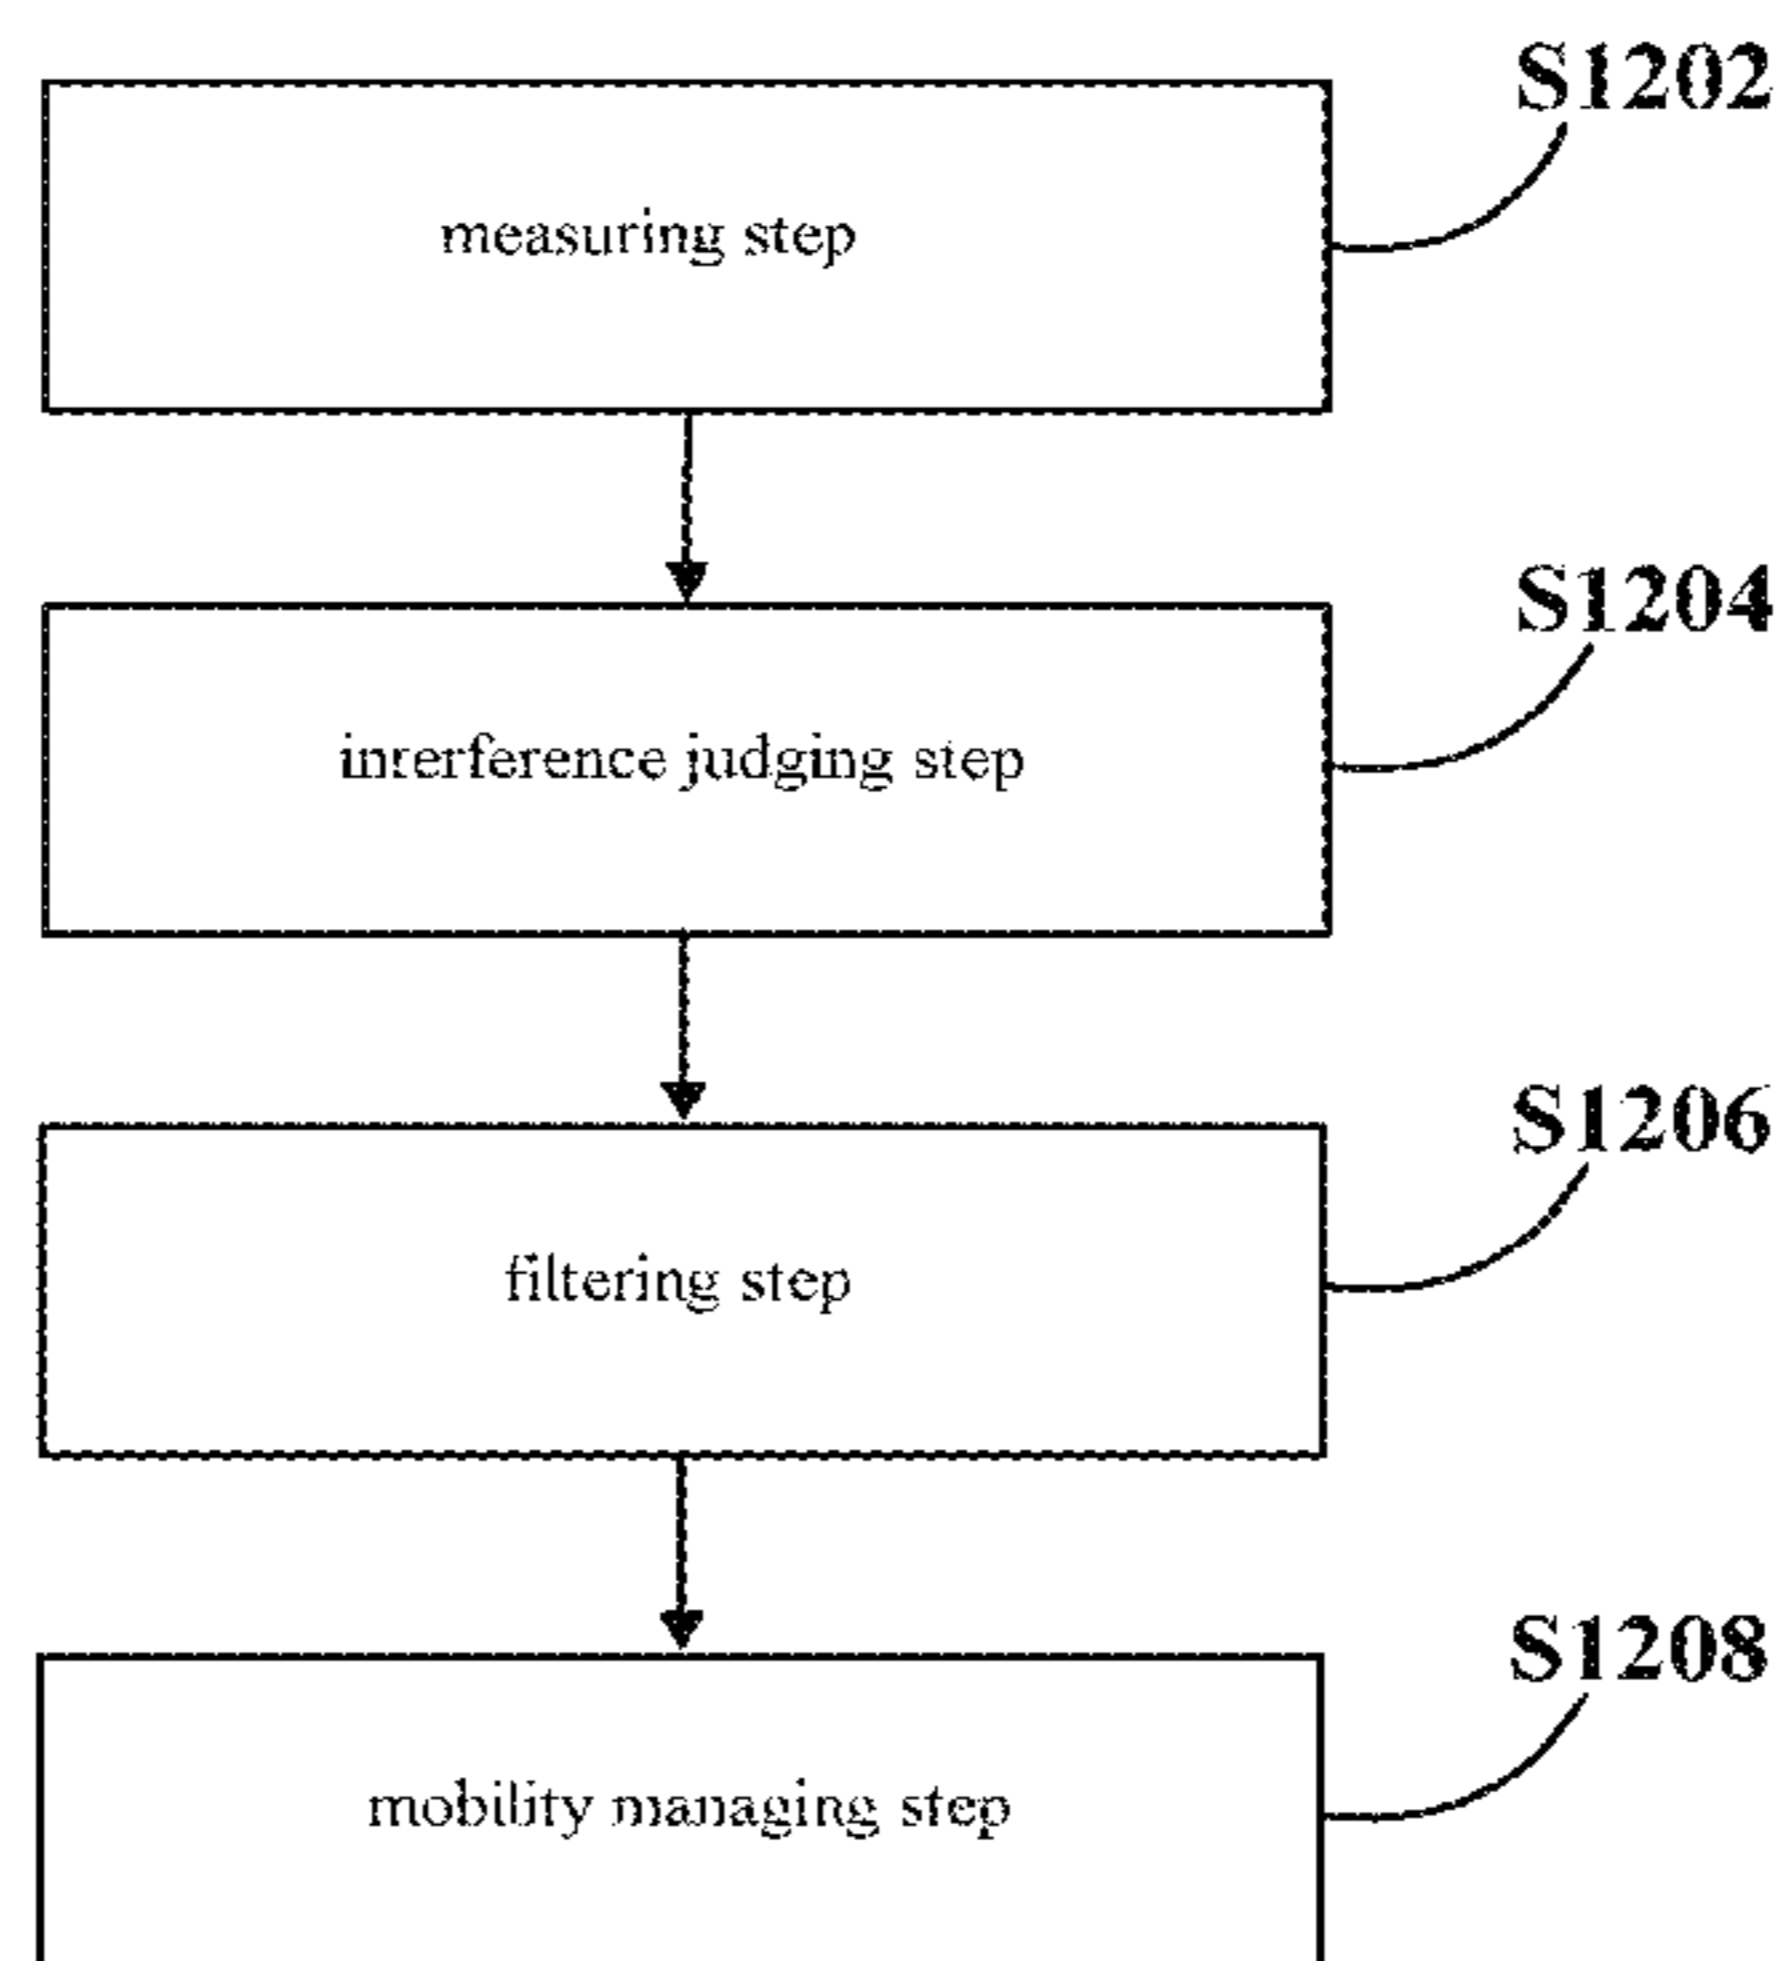 S1202
measuring step
S1204
interference judging step
S1206
filtering step
S1208
mobility managing step